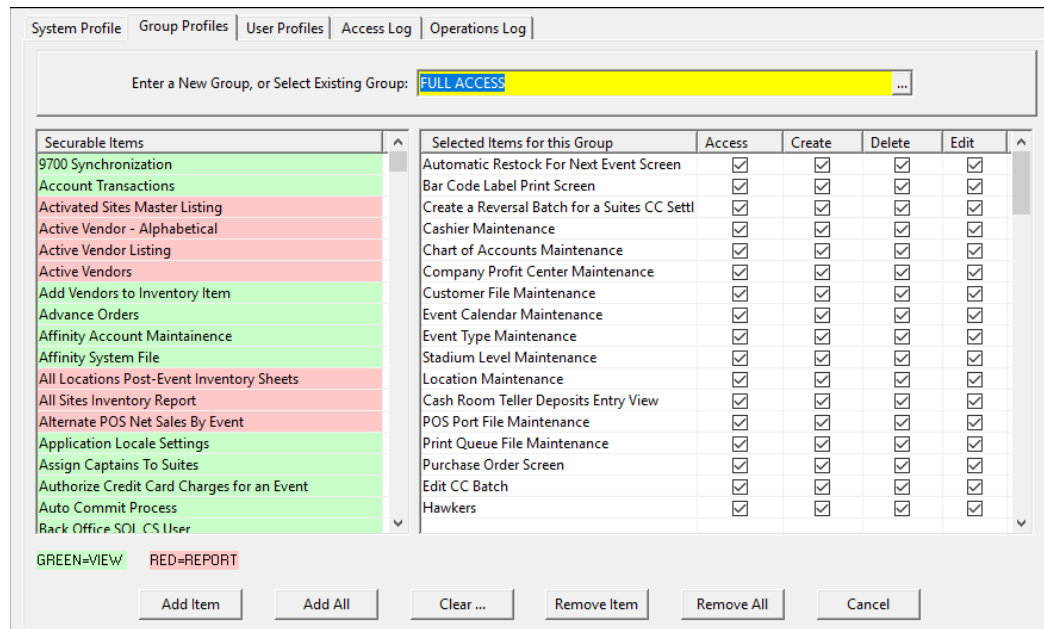 System Profile Group Profiles User Profiles Access Log Operations Log
Enter a New Group, or Select Existing Group: FULL ACCESS ...
Securable Items
9700 Synchronization
Account Transactions
Activated Sites Master Listing
Active Vendor - Alphabetical
Active Vendor Listing
Active Vendors
Add Vendors to Inventory Item
Advance Orders
Affinity Account Maintainence
Affinity System File
All Locations Post-Event Inventory Sheets
All Sites Inventory Report
Alternate POS Net Sales By Event
Application Locale Settings
Assign Captains To Suites
Authorize Credit Card Charges for an Event
Auto Commit Process
Back Office SQL CS User
Selected Items for this Group Access Create Delete Edit
Automatic Restock For Next Event Screen
Bar Code Label Print Screen
Create a Reversal Batch for a Suites CC Settl
Cashier Maintenance
Chart of Accounts Maintenance
Company Profit Center Maintenance
Customer File Maintenance
Event Calendar Maintenance
Event Type Maintenance
Stadium Level Maintenance
Location Maintenance
Cash Room Teller Deposits Entry View
POS Port File Maintenance
Print Queue File Maintenance
Purchase Order Screen
Edit CC Batch
Hawkers
GREEN=VIEW RED=REPORT
Add Item Add All Clear ... Remove Item Remove All Cancel